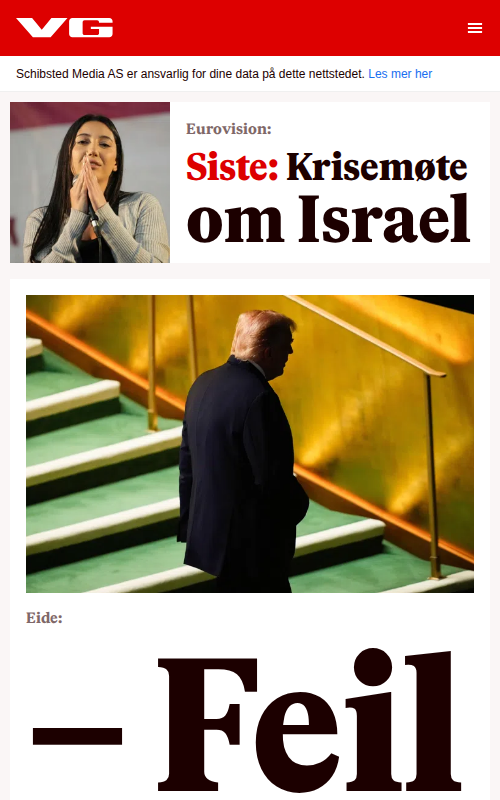 VG
Schibsted Media AS er ansvarlig for dine data på dette nettstedet. Les mer her
Eurovision:
Siste: Krisemøte
om Israel
Eide:
– Feil